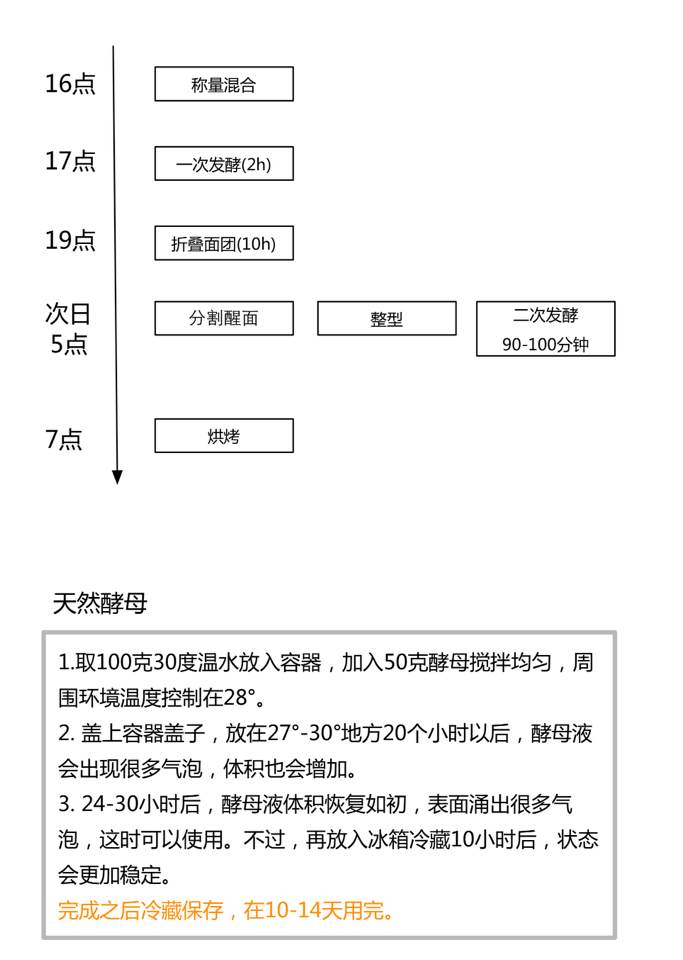 16点 称量混合
17点 一次发酵(2h)
19点 折叠面团(10h)
次日
5点
分割醒面 整型 二次发酵
90-100分钟
7点 烘烤
天然酵母
1.取100克30度温水放入容器，加入50克酵母搅拌均匀，周
围环境温度控制在28°。
2. 盖上容器盖子，放在27°-30°地方20个小时以后，酵母液
会出现很多气泡，体积也会增加。
3. 24-30小时后，酵母液体积恢复如初，表面涌出很多气
泡，这时可以使用。不过，再放入冰箱冷藏10小时后，状态
会更加稳定。
完成之后冷藏保存，在10-14天用完。